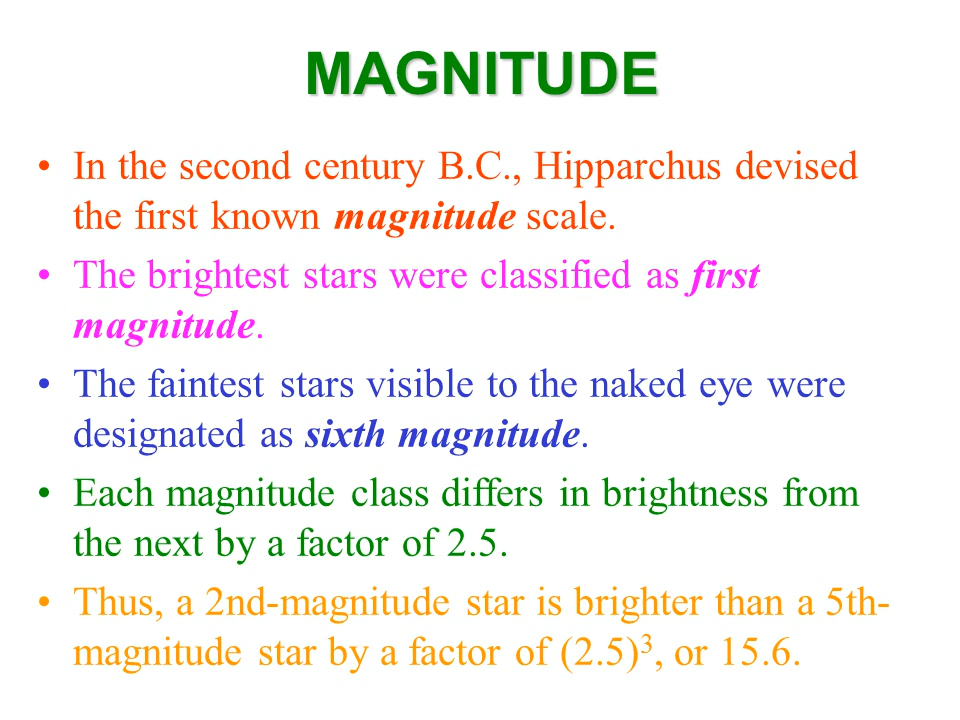 MAGNITUDE
• In the second century B.C., Hipparchus devised
the first known magnitude scale.
• The brightest stars were classified as first
magnitude.
• The faintest stars visible to the naked eye were
designated as sixth magnitude.
• Each magnitude class differs in brightness from
the next by a factor of 2.5.
• Thus, a 2nd-magnitude star is brighter than a 5th-
magnitude star by a factor of (2.5)³, or 15.6.